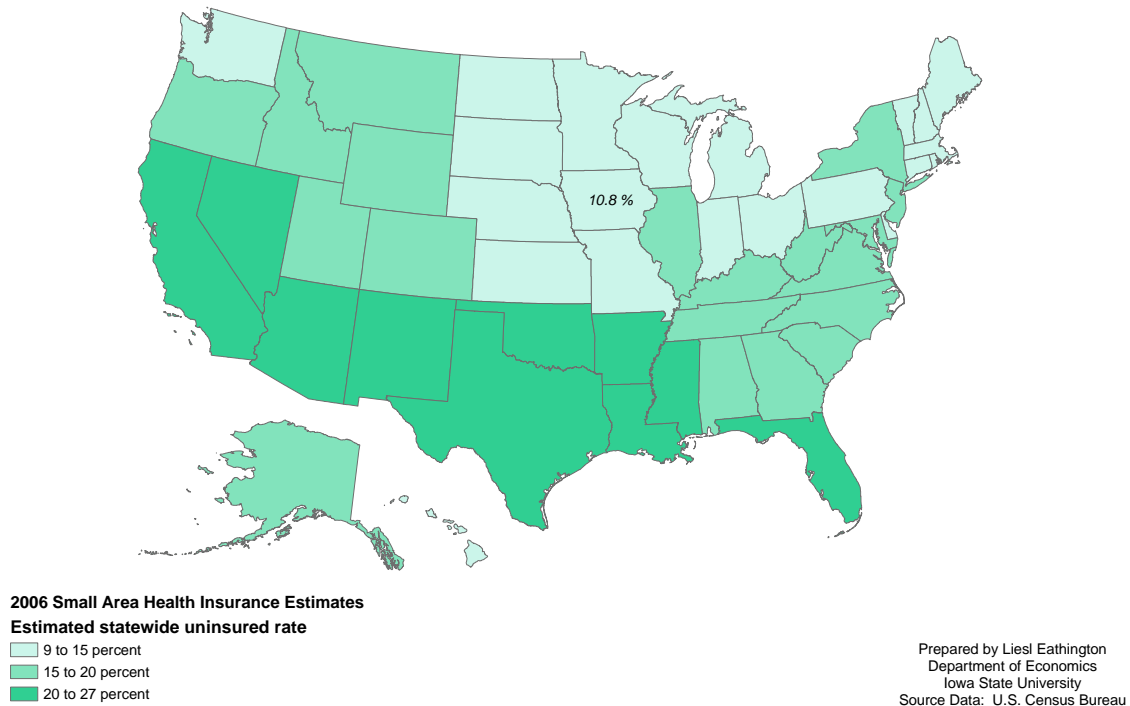 10.8 %
2006 Small Area Health Insurance Estimates
Estimated statewide uninsured rate
9 to 15 percent
15 to 20 percent
20 to 27 percent
Prepared by Liesl Eathington
Department of Economics
Iowa State University
Source Data:  U.S. Census Bureau